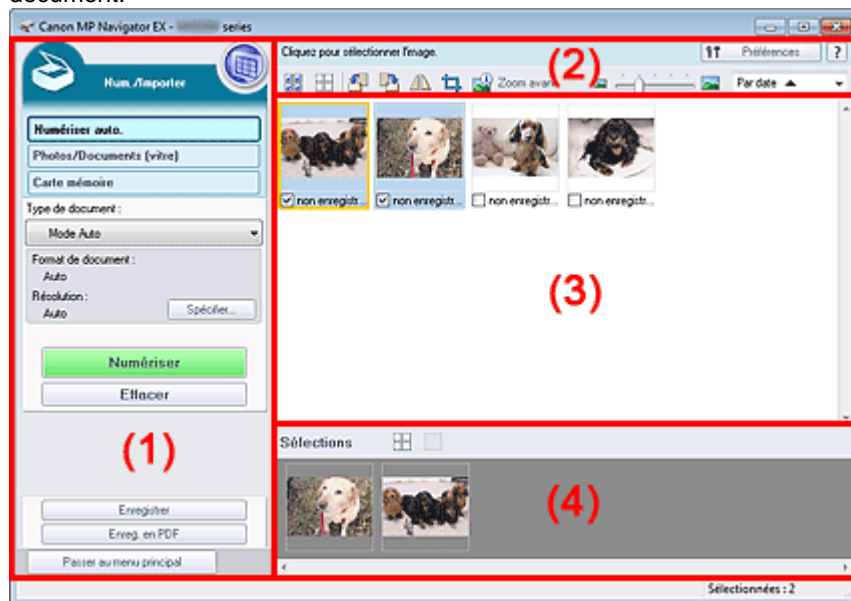 document.
Canon MP Navigator EX - series
Num./Importer
Numériser auto.
Photos/Documents (vitre)
Carte mémoire
Type de document :
Mode Auto
Format de document :
Auto
Résolution :
Auto
Spécifier...
Numériser
Effacer
(1)
Enregistrer
Enreg. en PDF
Passer au menu principal
Cliquez pour sélectionner l'image.
Préférences
?
Zoom avant
(2)
Par date
non enregistr...
non enregistr...
non enregistr...
non enregistr...
(3)
Sélections
(4)
Sélectionnées : 2